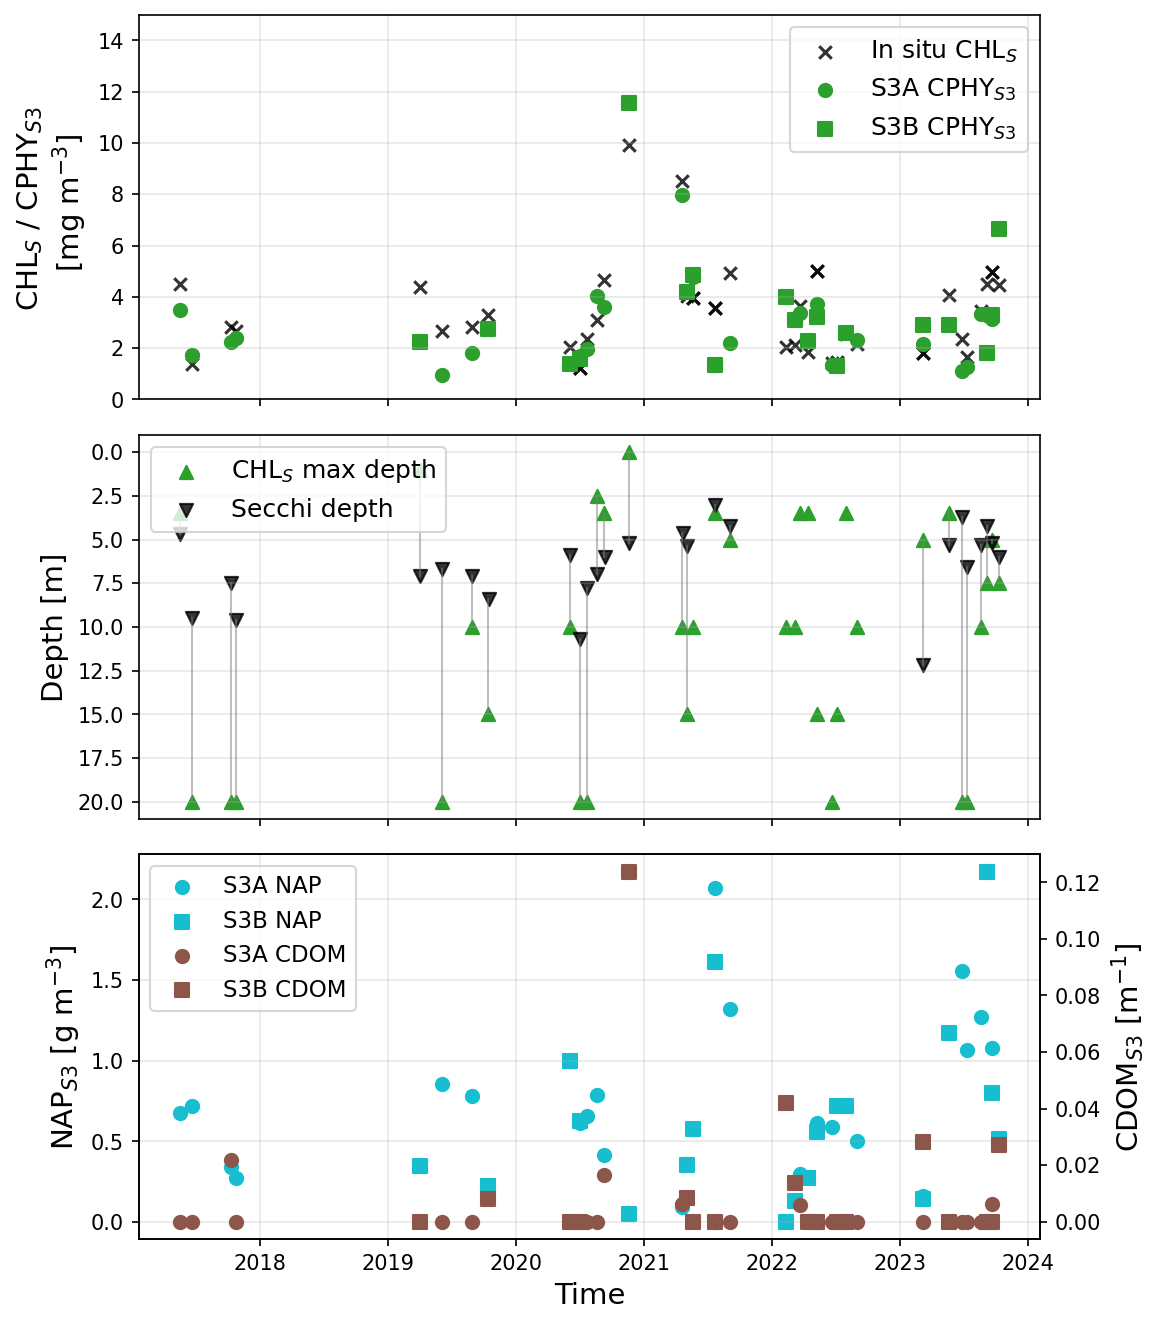 14
12
10
8
6
4
2
0
CHL_S / CPHY_S3
[mg m⁻³]
In situ CHL_S
S3A CPHY_S3
S3B CPHY_S3
0.0
2.5
5.0
7.5
10.0
12.5
15.0
17.5
20.0
Depth [m]
CHL_S max depth
Secchi depth
2.0
1.5
1.0
0.5
0.0
NAP_S3 [g m⁻³]
S3A NAP
S3B NAP
S3A CDOM
S3B CDOM
0.12
0.10
0.08
0.06
0.04
0.02
0.00
CDOM_S3 [m⁻¹]
2018 2019 2020 2021 2022 2023 2024
Time